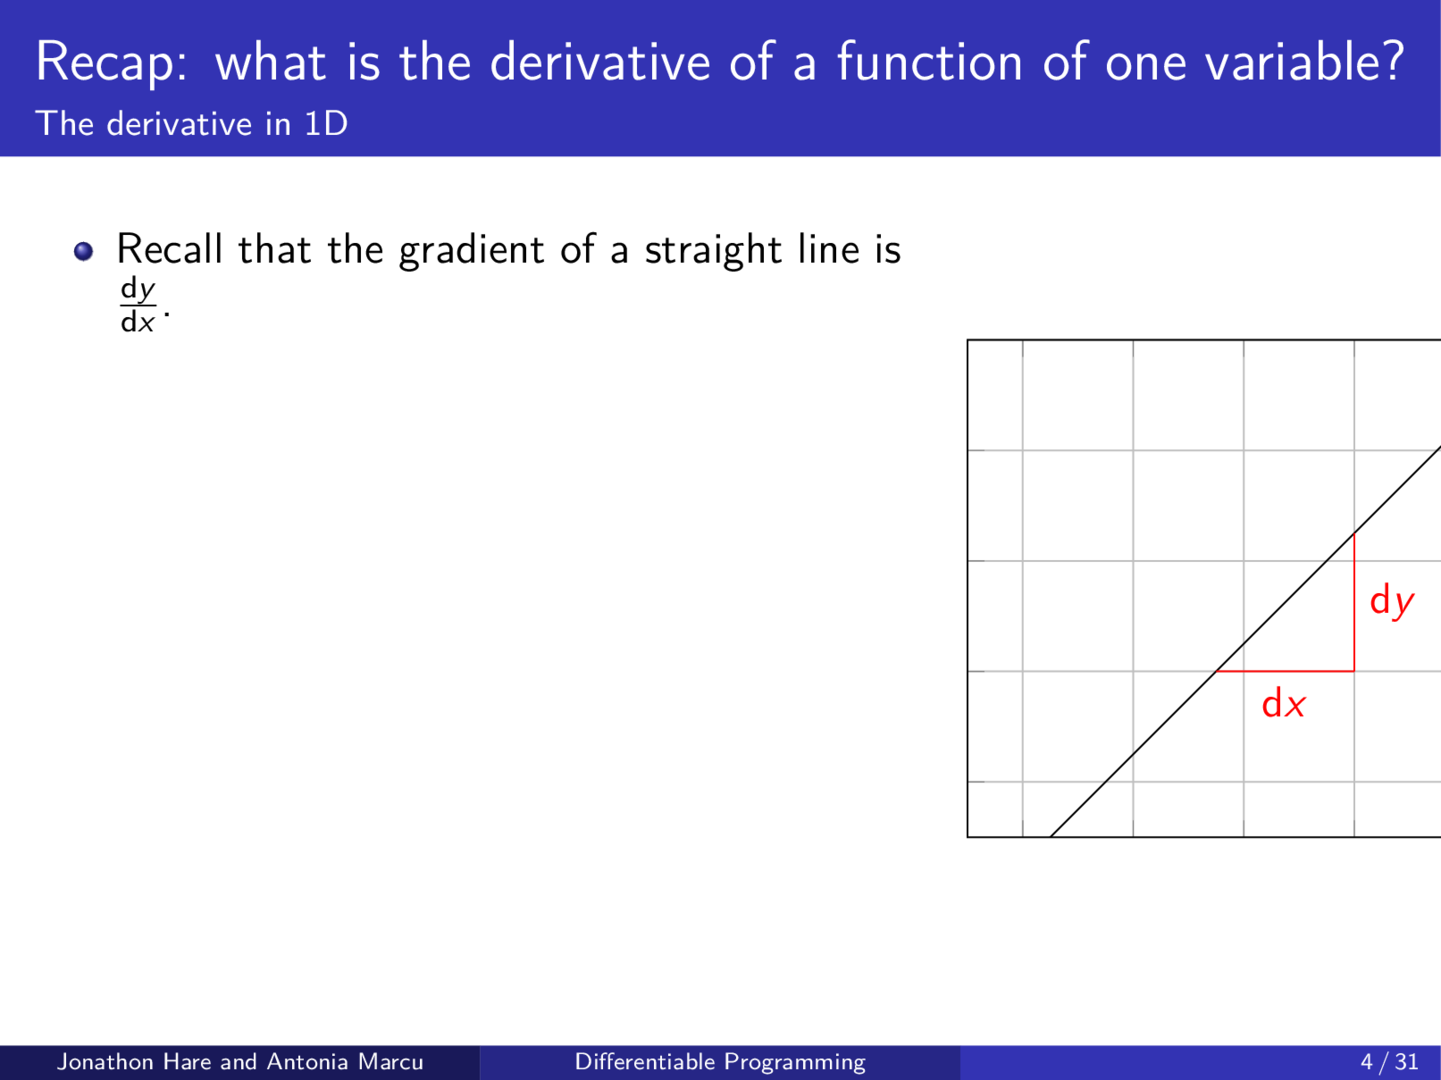 Recap: what is the derivative of a function of one variable?
The derivative in 1D
Recall that the gradient of a straight line is
dy/dx.
dy
dx
Jonathon Hare and Antonia Marcu
Differentiable Programming
4 / 31